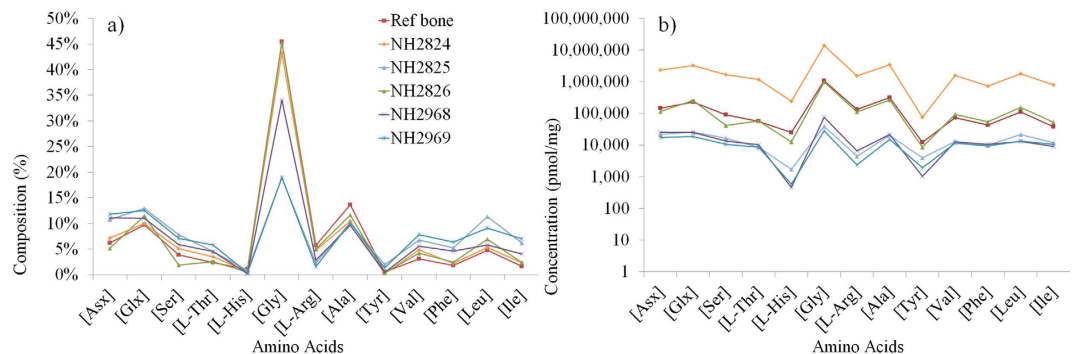 a)
Composition (%)
50%
45%
40%
35%
30%
25%
20%
15%
10%
5%
0%
Ref bone
NH2824
NH2825
NH2826
NH2968
NH2969
[Asx]
[Glx]
[Ser]
[L-Thr]
[L-His]
[Gly]
[L-Arg]
[Ala]
[Tyr]
[Val]
[Phe]
[Leu]
[Ile]
Amino Acids
b)
Concentration (pmol/mg)
100,000,000
10,000,000
1,000,000
100,000
10,000
1,000
100
10
1
[Asx]
[Glx]
[Ser]
[L-Thr]
[L-His]
[Gly]
[L-Arg]
[Ala]
[Tyr]
[Val]
[Phe]
[Leu]
[Ile]
Amino Acids